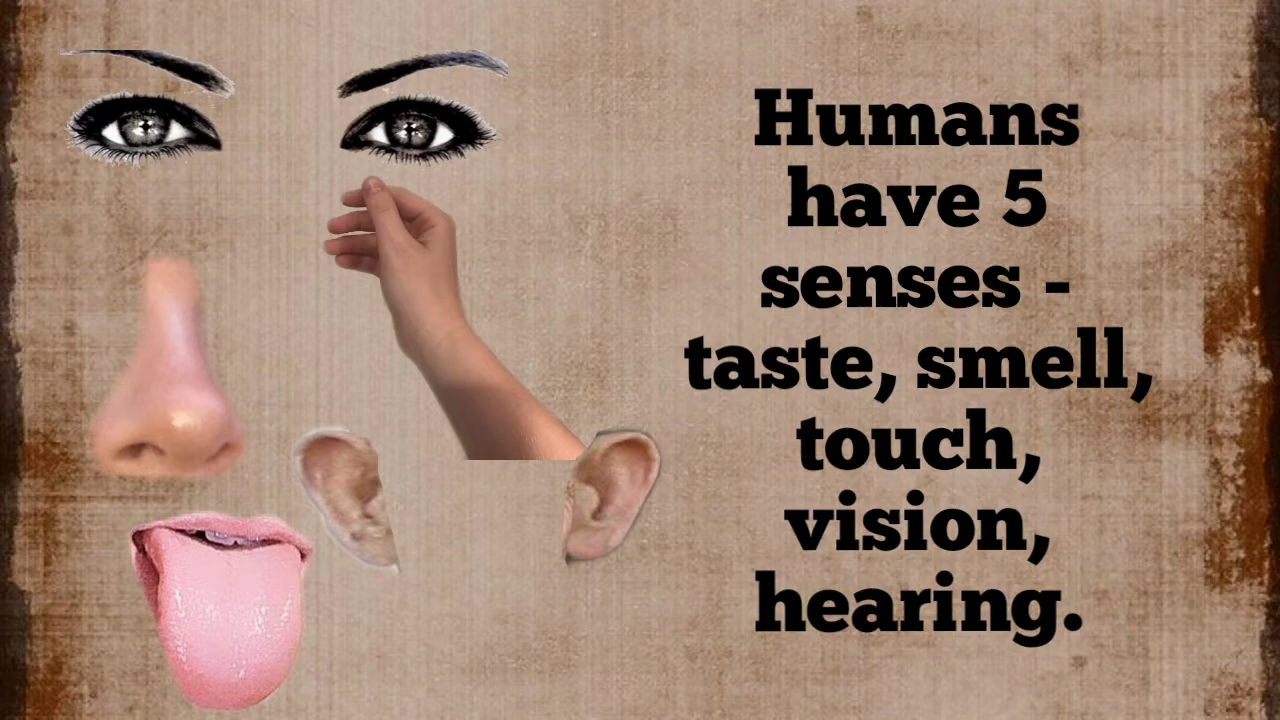 Humans
have 5
senses -
taste, smell,
touch,
vision,
hearing.